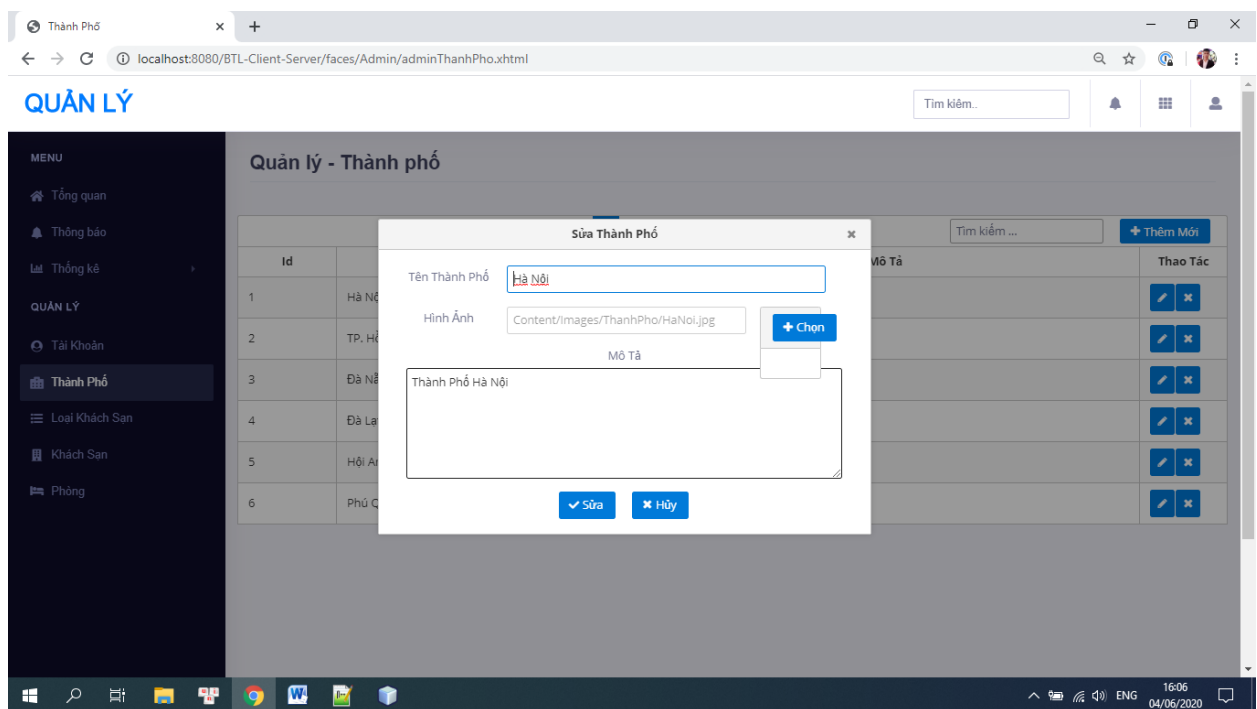 Thành Phố
localhost:8080/BTL-Client-Server/faces/Admin/adminThanhPho.xhtml
QUẢN LÝ
Tìm kiếm..
MENU
Tổng quan
Thông báo
Thống kê
QUẢN LÝ
Tài Khoản
Thành Phố
Loại Khách Sạn
Khách Sạn
Phòng
Quản lý - Thành phố
Tìm kiếm ...
Thêm Mới
Id
Mô Tả
Thao Tác
1
Hà Nộ
2
TP. Hồ
3
Đà Nẵ
4
Đà Lạ
5
Hội An
6
Phú Q
Sửa Thành Phố
Tên Thành Phố
Hà Nội
Hình Ảnh
Content/Images/ThanhPho/HaNoi.jpg
Chọn
Mô Tả
Thành Phố Hà Nội
Sửa
Hủy
ENG
16:06
04/06/2020